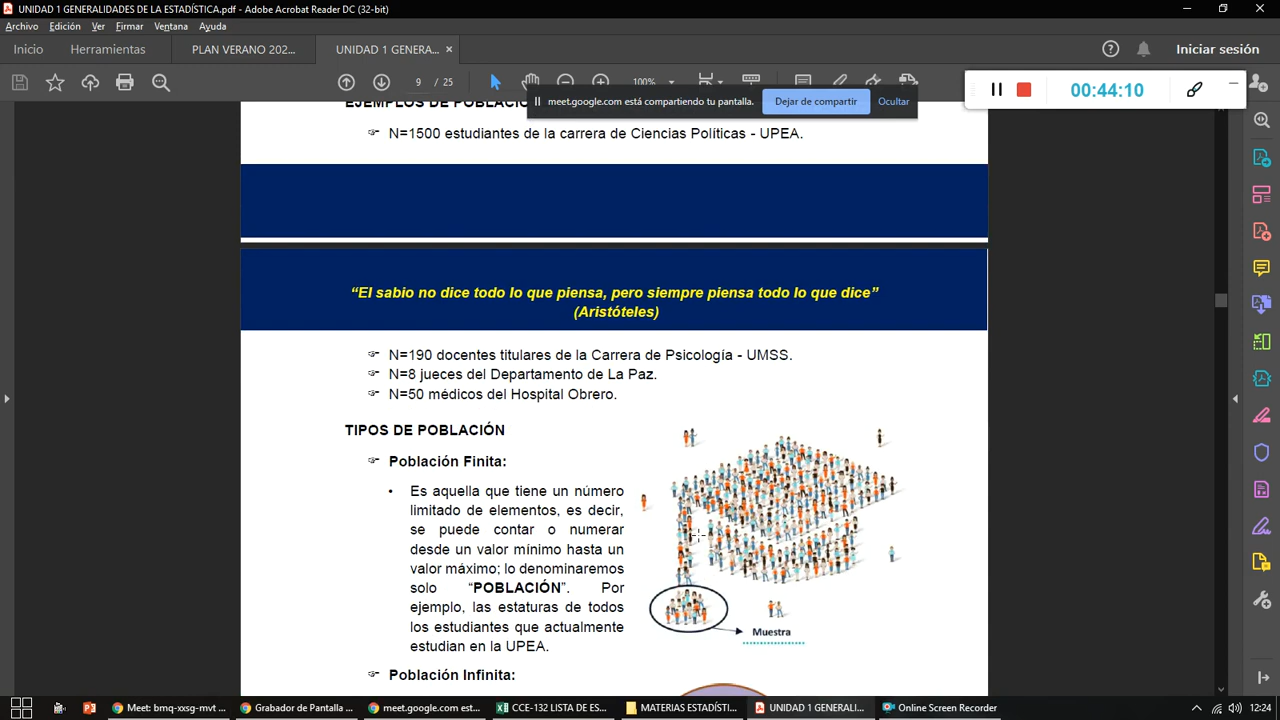 UNIDAD 1 GENERALIDADES DE LA ESTADÍSTICA.pdf - Adobe Acrobat Reader DC (32-bit)
Archivo Edición Ver Firmar Ventana Ayuda
Inicio Herramientas PLAN VERANO 202... UNIDAD 1 GENERA... × Iniciar sesión
9 / 25 100%
meet.google.com está compartiendo tu pantalla. Dejar de compartir Ocultar
00:44:10
EJEMPLOS DE POBLACIÓN
N=1500 estudiantes de la carrera de Ciencias Políticas - UPEA.
“El sabio no dice todo lo que piensa, pero siempre piensa todo lo que dice”
(Aristóteles)
N=190 docentes titulares de la Carrera de Psicología - UMSS.
N=8 jueces del Departamento de La Paz.
N=50 médicos del Hospital Obrero.
TIPOS DE POBLACIÓN
Población Finita:
• Es aquella que tiene un número
limitado de elementos, es decir,
se puede contar o numerar
desde un valor mínimo hasta un
valor máximo; lo denominaremos
solo “POBLACIÓN”. Por
ejemplo, las estaturas de todos
los estudiantes que actualmente
estudian en la UPEA.
Muestra
Población Infinita:
Meet: bmq-xxsg-mvt ... Grabador de Pantalla ... meet.google.com est... CCE-132 LISTA DE ES... MATERIAS ESTADÍSTI... UNIDAD 1 GENERALI... Online Screen Recorder 12:24